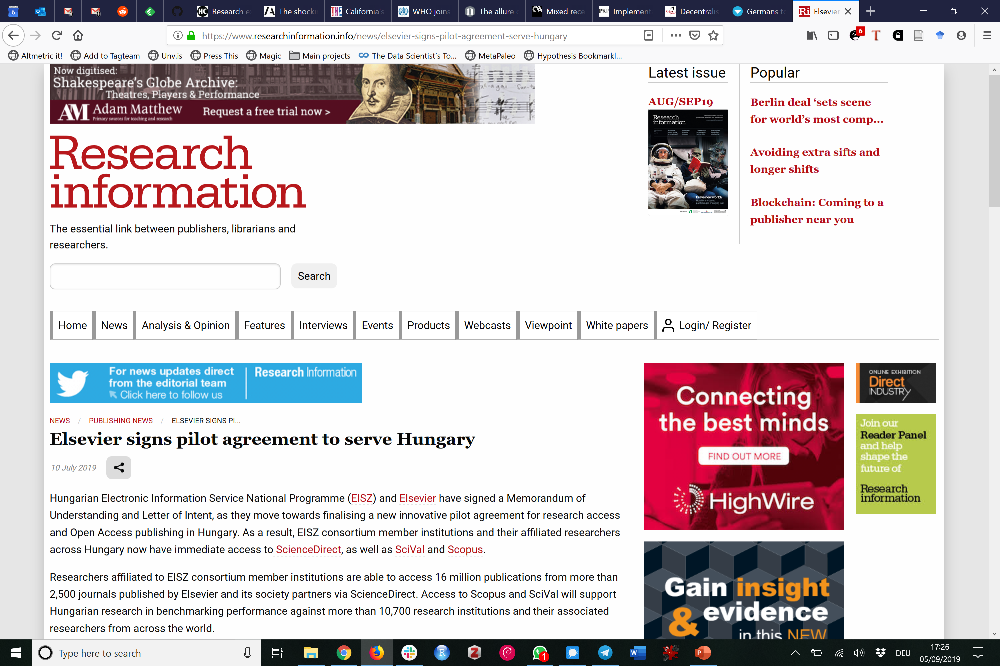 6
Research e
The shocki
THE
California's
WHO joins
The allure o
Mixed rece
PKP
Implement
Decentralis
Germans to
Ri
Elsevier
https://www.researchinformation.info/news/elsevier-signs-pilot-agreement-serve-hungary
6
Altmetric it!
Add to Tagteam
Unv.is
Press This
Magic
Main projects
The Data Scientist's To...
MetaPaleo
Hypothesis Bookmarkl...
Now digitised:
Shakespeare's Globe Archive:
Theatres, Players & Performance
AM Adam Matthew
Primary sources for teaching and research
Request a free trial now >
Latest issue
AUG/SEP19
Research
information
Brave new world?
How library-based
publishing is changing fast
Popular
Berlin deal ‘sets scene
for world’s most comp...
Avoiding extra sifts and
longer shifts
Blockchain: Coming to a
publisher near you
Research
information
The essential link between publishers, librarians and
researchers.
Search
Home
News
Analysis & Opinion
Features
Interviews
Events
Products
Webcasts
Viewpoint
White papers
Login/ Register
For news updates direct
from the editorial team
Click here to follow us
Research Information
NEWS / PUBLISHING NEWS / ELSEVIER SIGNS PI...
Elsevier signs pilot agreement to serve Hungary
10 July 2019
Hungarian Electronic Information Service National Programme (EISZ) and Elsevier have signed a Memorandum of
Understanding and Letter of Intent, as they move towards finalising a new innovative pilot agreement for research access
and Open Access publishing in Hungary. As a result, EISZ consortium member institutions and their affiliated researchers
across Hungary now have immediate access to ScienceDirect, as well as SciVal and Scopus.
Researchers affiliated to EISZ consortium member institutions are able to access 16 million publications from more than
2,500 journals published by Elsevier and its society partners via ScienceDirect. Access to Scopus and SciVal will support
Hungarian research in benchmarking performance against more than 10,700 research institutions and their associated
researchers from across the world.
Connecting
the best minds
FIND OUT MORE
HighWire
ONLINE EXHIBITION
Direct
INDUSTRY
Join our
Reader Panel
and help
shape the
future of
Research
information
Gain insight
& evidence
in this NEW
Type here to search
1
64
DEU
17:26
05/09/2019